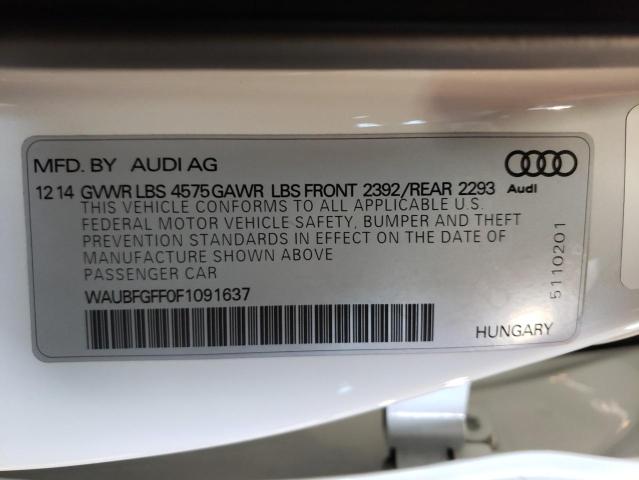 MFD. BY AUDI AG
12 14 GVWR LBS 4575 GAWR LBS FRONT 2392/REAR 2293
Audi
THIS VEHICLE CONFORMS TO ALL APPLICABLE U.S.
FEDERAL MOTOR VEHICLE SAFETY, BUMPER AND THEFT
PREVENTION STANDARDS IN EFFECT ON THE DATE OF
MANUFACTURE SHOWN ABOVE
PASSENGER CAR
WAUBFGFF0F1091637
5110201
HUNGARY